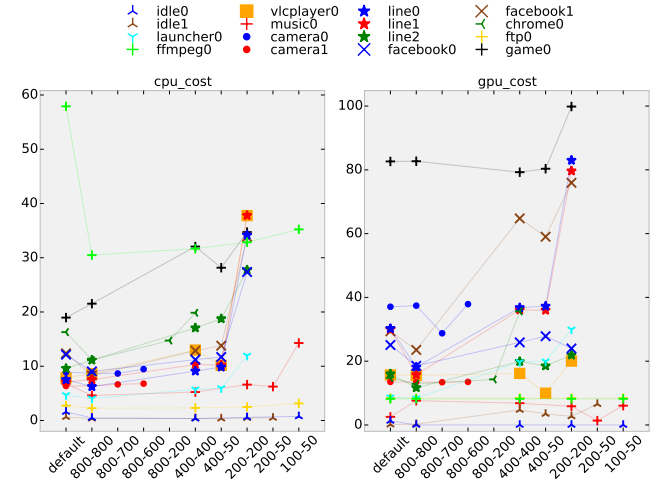 idle0
idle1
launcher0
ffmpeg0
vlcplayer0
music0
camera0
camera1
line0
line1
line2
facebook0
facebook1
chrome0
ftp0
game0
cpu_cost
60
50
40
30
20
10
0
default
800-800
800-700
800-600
800-500
400-400
400-50
200-200
200-50
100-50
gpu_cost
100
80
60
40
20
0
default
800-800
800-700
800-600
800-500
400-400
400-50
200-200
200-50
100-50